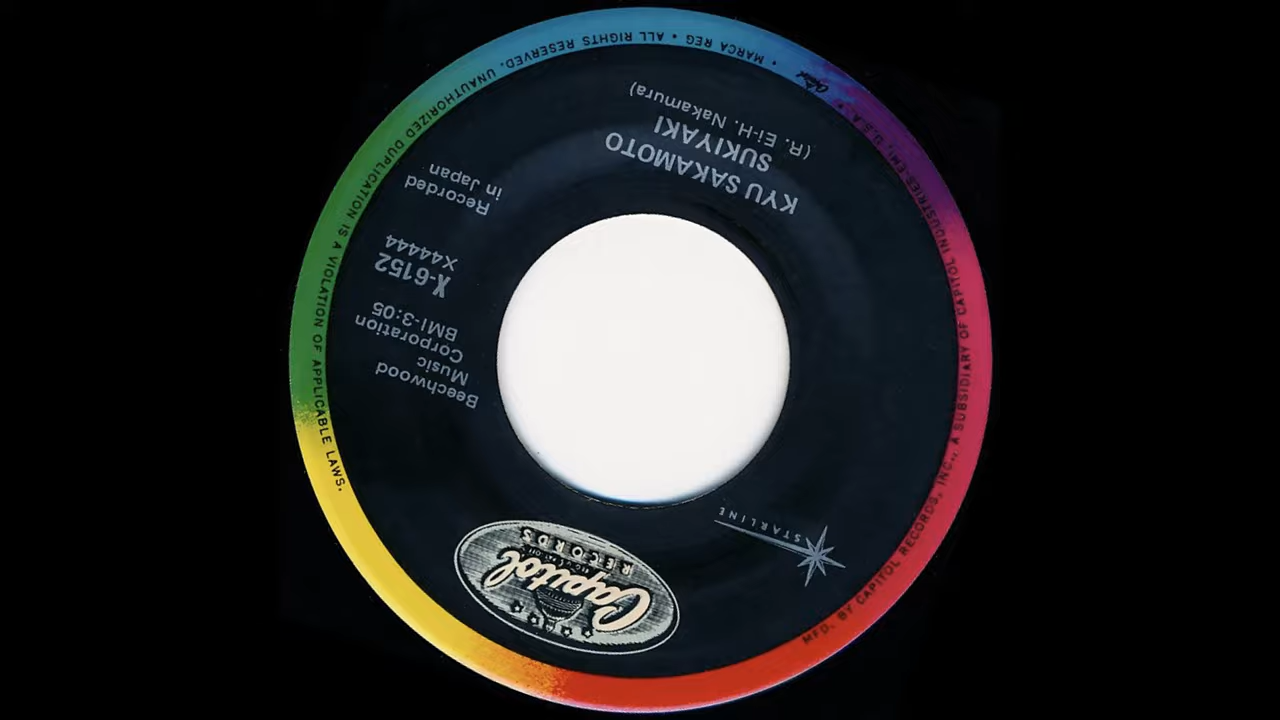 Capitol
RECORDS
STARLINE
Beechwood
Music
Corporation
BMI-3:05
X-6152
X44444
Recorded
in Japan
KYU SAKAMOTO
SUKIYAKI
(R. Ei-H. Nakamura)
MFD. BY CAPITOL RECORDS, INC., A SUBSIDIARY OF CAPITOL INDUSTRIES-EMI, U.S.A. • Capitol • MARCA REG • ALL RIGHTS RESERVED. UNAUTHORIZED DUPLICATION IS A VIOLATION OF APPLICABLE LAWS.